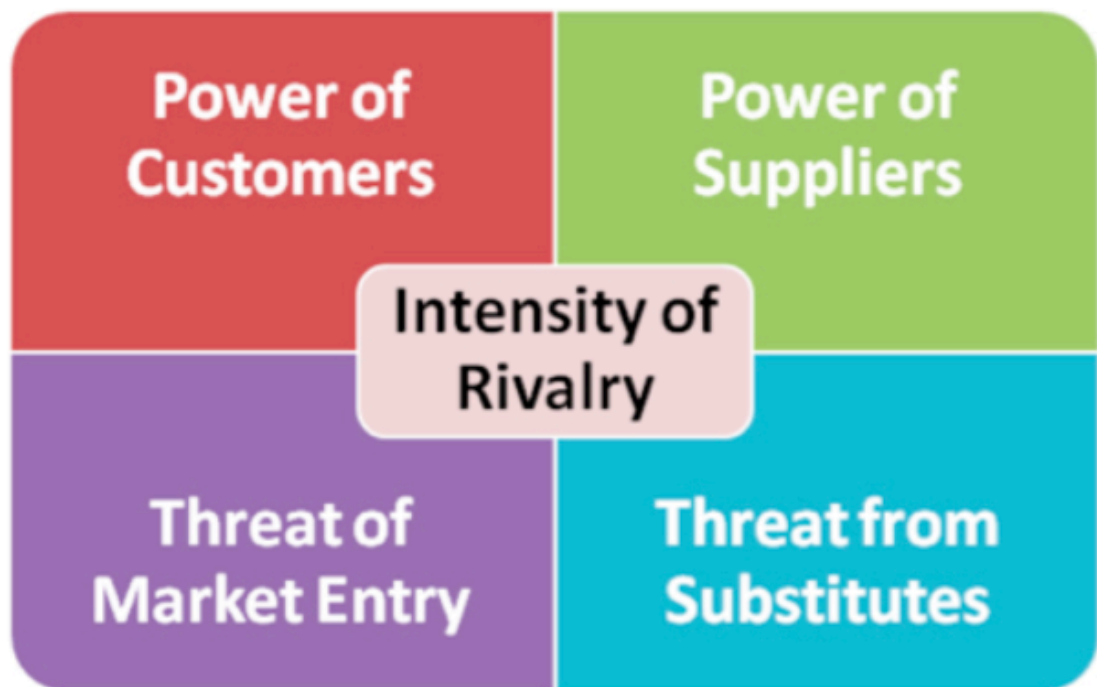 Power of
Customers
Power of
Suppliers
Intensity of
Rivalry
Threat of
Market Entry
Threat from
Substitutes